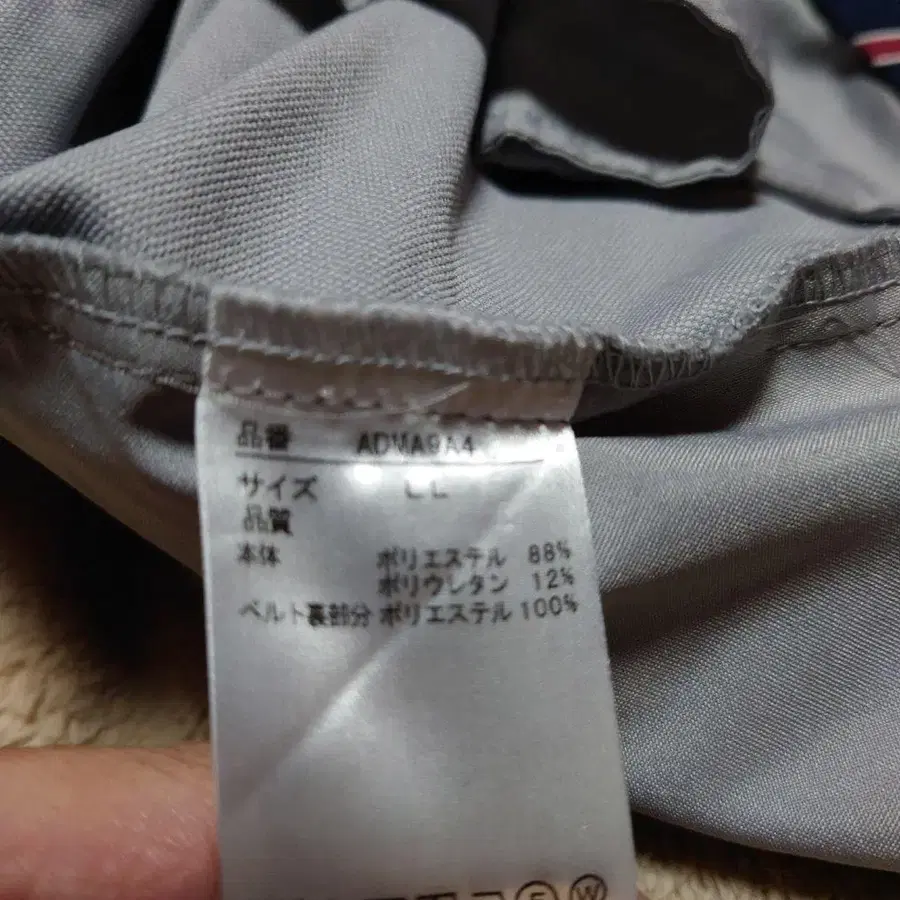 品番 ADMA9A4
サイズ LL
品質
本体 ポリエステル 88%
ポリウレタン 12%
ベルト裏部分 ポリエステル 100%
F W